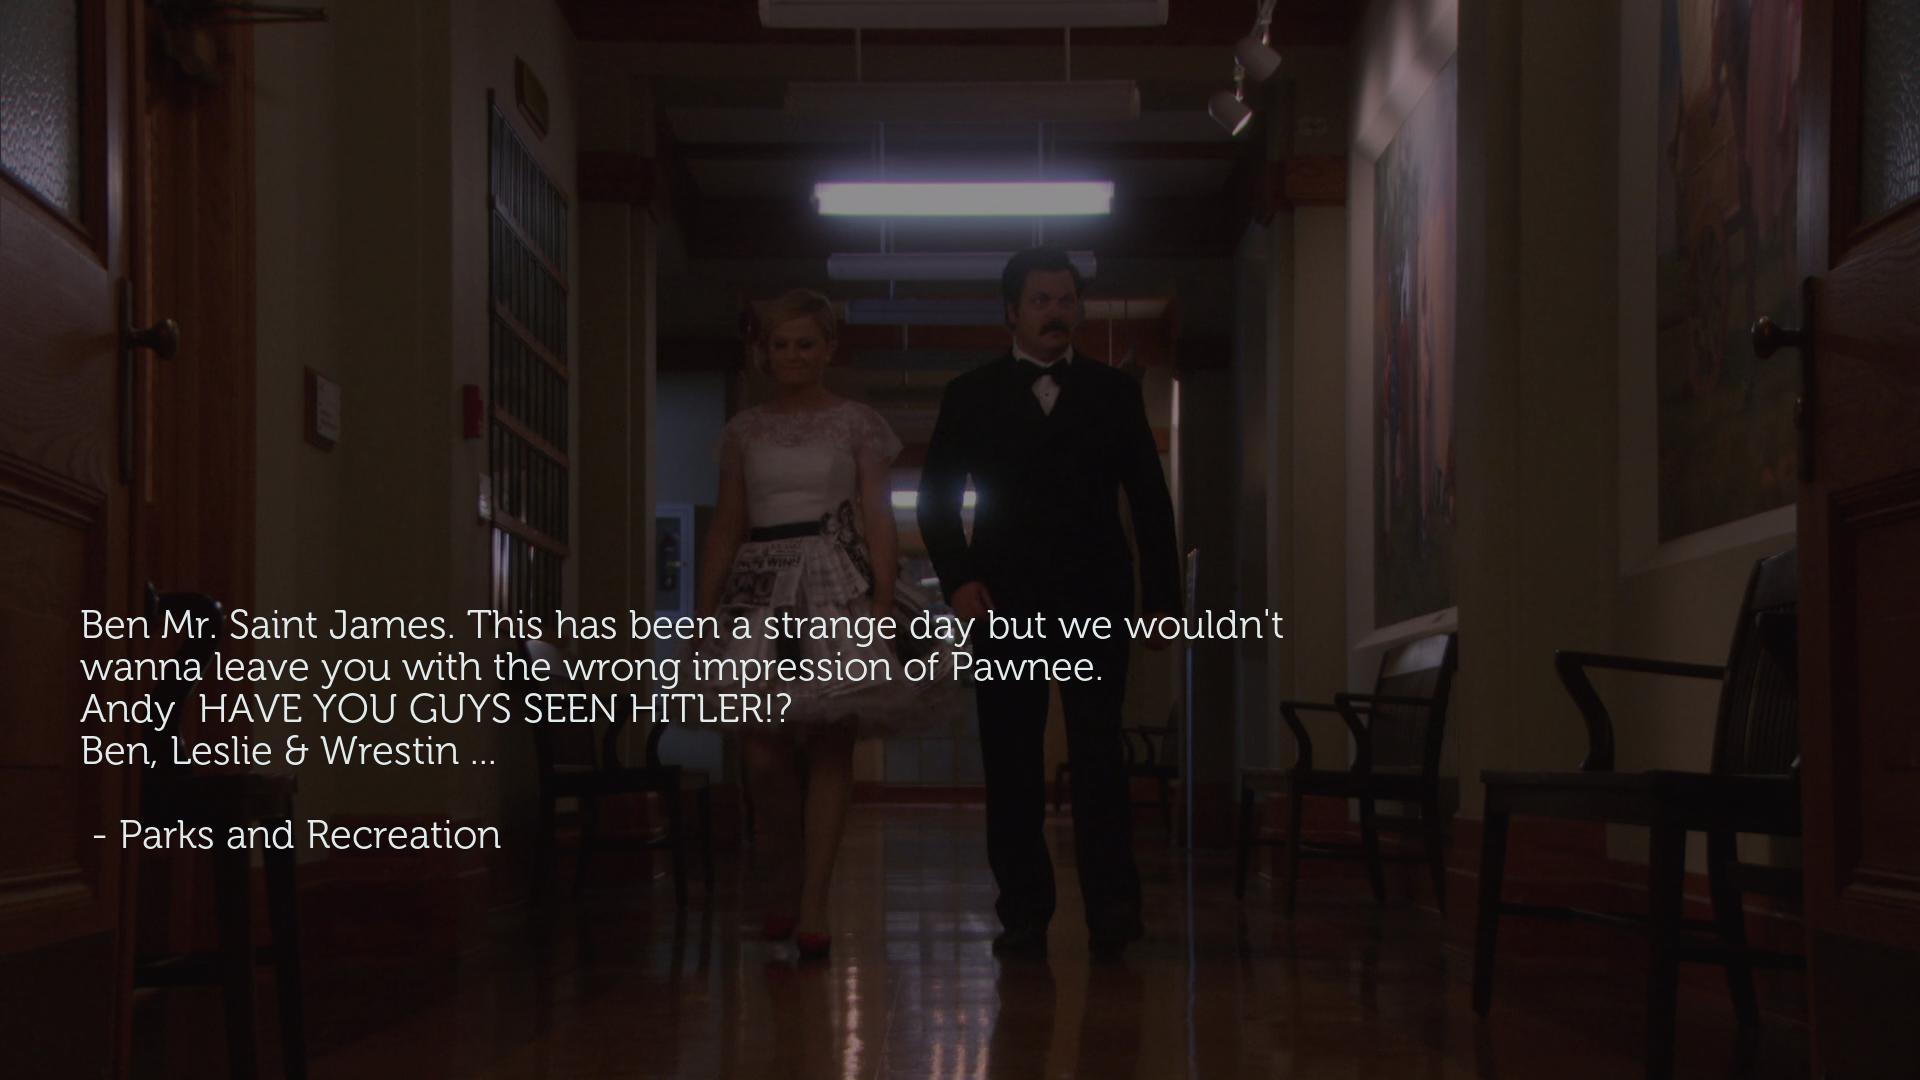 Ben Mr. Saint James. This has been a strange day but we wouldn't
wanna leave you with the wrong impression of Pawnee.
Andy  HAVE YOU GUYS SEEN HITLER!?
Ben, Leslie & Wrestin ...
- Parks and Recreation